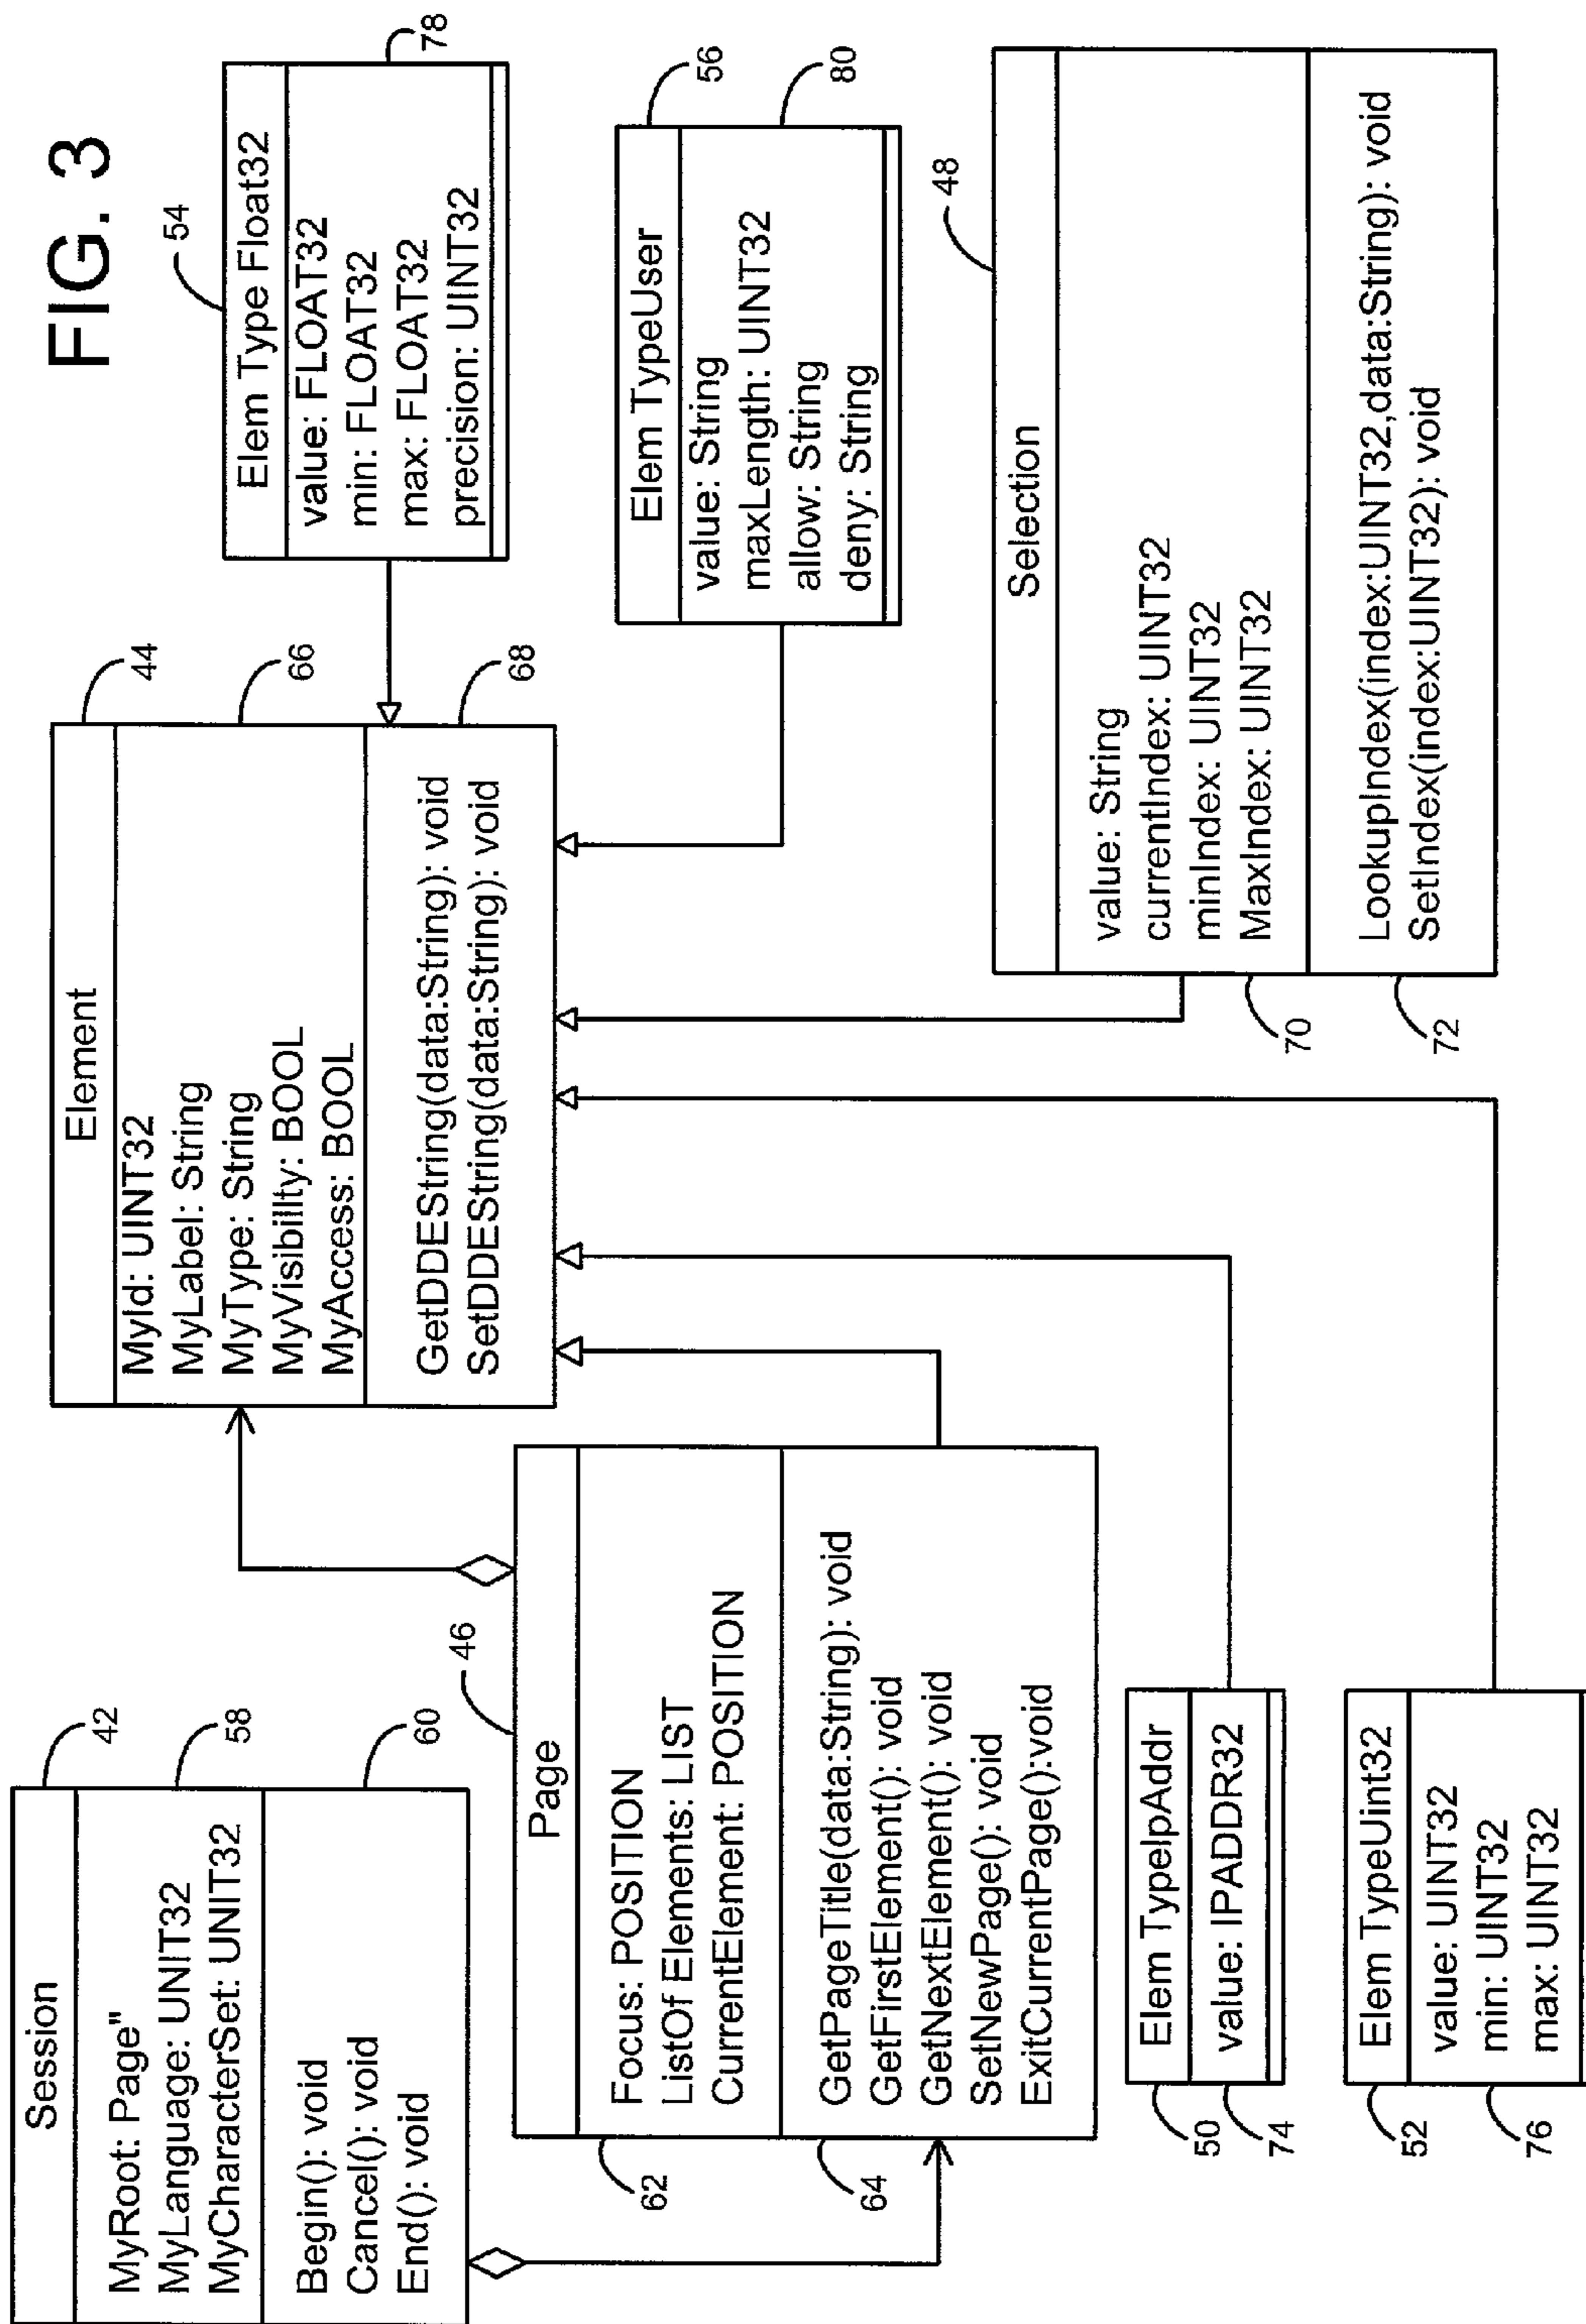 FIG. 3
Session
42
MyRoot: Page"
MyLanguage: UNIT32
MyCharacterSet: UNIT32
58
Begin(): void
Cancel(): void
End(): void
60
Element
44
MyId: UINT32
MyLabel: String
MyType: String
MyVisibility: BOOL
MyAccess: BOOL
66
GetDDEString(data:String): void
SetDDEString(data:String): void
68
54
Elem Type Float32
value: FLOAT32
min: FLOAT32
max: FLOAT32
precision: UINT32
78
46
Page
Focus: POSITION
ListOf Elements: LIST
CurrentElement: POSITION
62
GetPageTitle(data:String): void
GetFirstElement(): void
GetNextElement(): void
SetNewPage(): void
ExitCurrentPage():void
64
Elem TypeUser
56
value: String
maxLength: UINT32
allow: String
deny: String
80
50
Elem TypeIpAddr
74
value: IPADDR32
52
Elem TypeUint32
76
value: UINT32
min: UINT32
max: UINT32
48
Selection
value: String
currentIndex: UINT32
minIndex: UINT32
MaxIndex: UINT32
70
LookupIndex(index:UINT32,data:String): void
SetIndex(index:UINT32): void
72